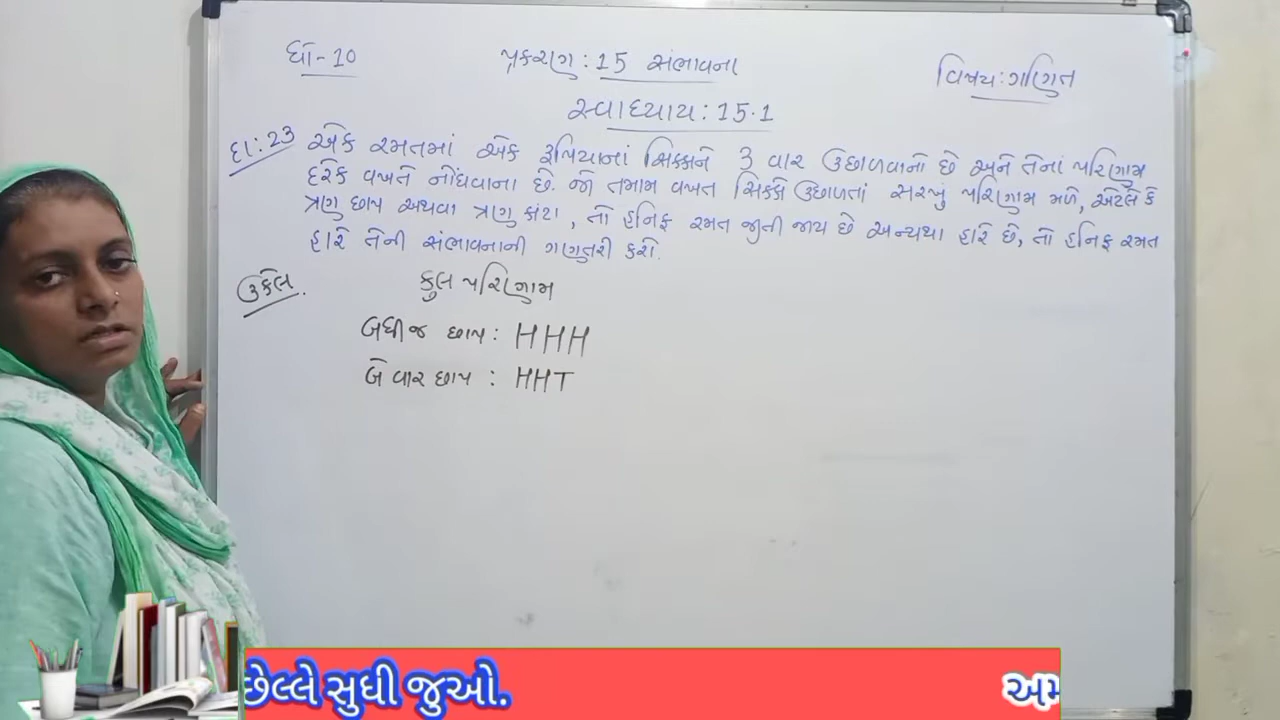 ધો-10
પ્રકરણ : 15 સંભાવના
વિષય : ગણિત
સ્વાધ્યાય : 15.1
દા : 23 એક રમતમાં એક રૂપિયાનાં સિક્કાને 3 વાર ઉછાળવાનો છે અને તેનાં પરિણામ
દરેક વખતે નોંધવાના છે. જો તમામ વખત સિક્કો ઉછાળતાં સરખું પરિણામ મળે, એટલે કે
ત્રણ છાપ અથવા ત્રણ કાંટા, તો હનિફ રમત જીતી જાય છે અન્યથા હારે છે, તો હનિફ રમત
હારે તેની સંભાવનાની ગણતરી કરો.
ઉકેલ.
કુલ પરિણામ
બધી જ છાપ : HHH
બે વાર છાપ : HHT
છેલ્લે સુધી જુઓ.
અમ